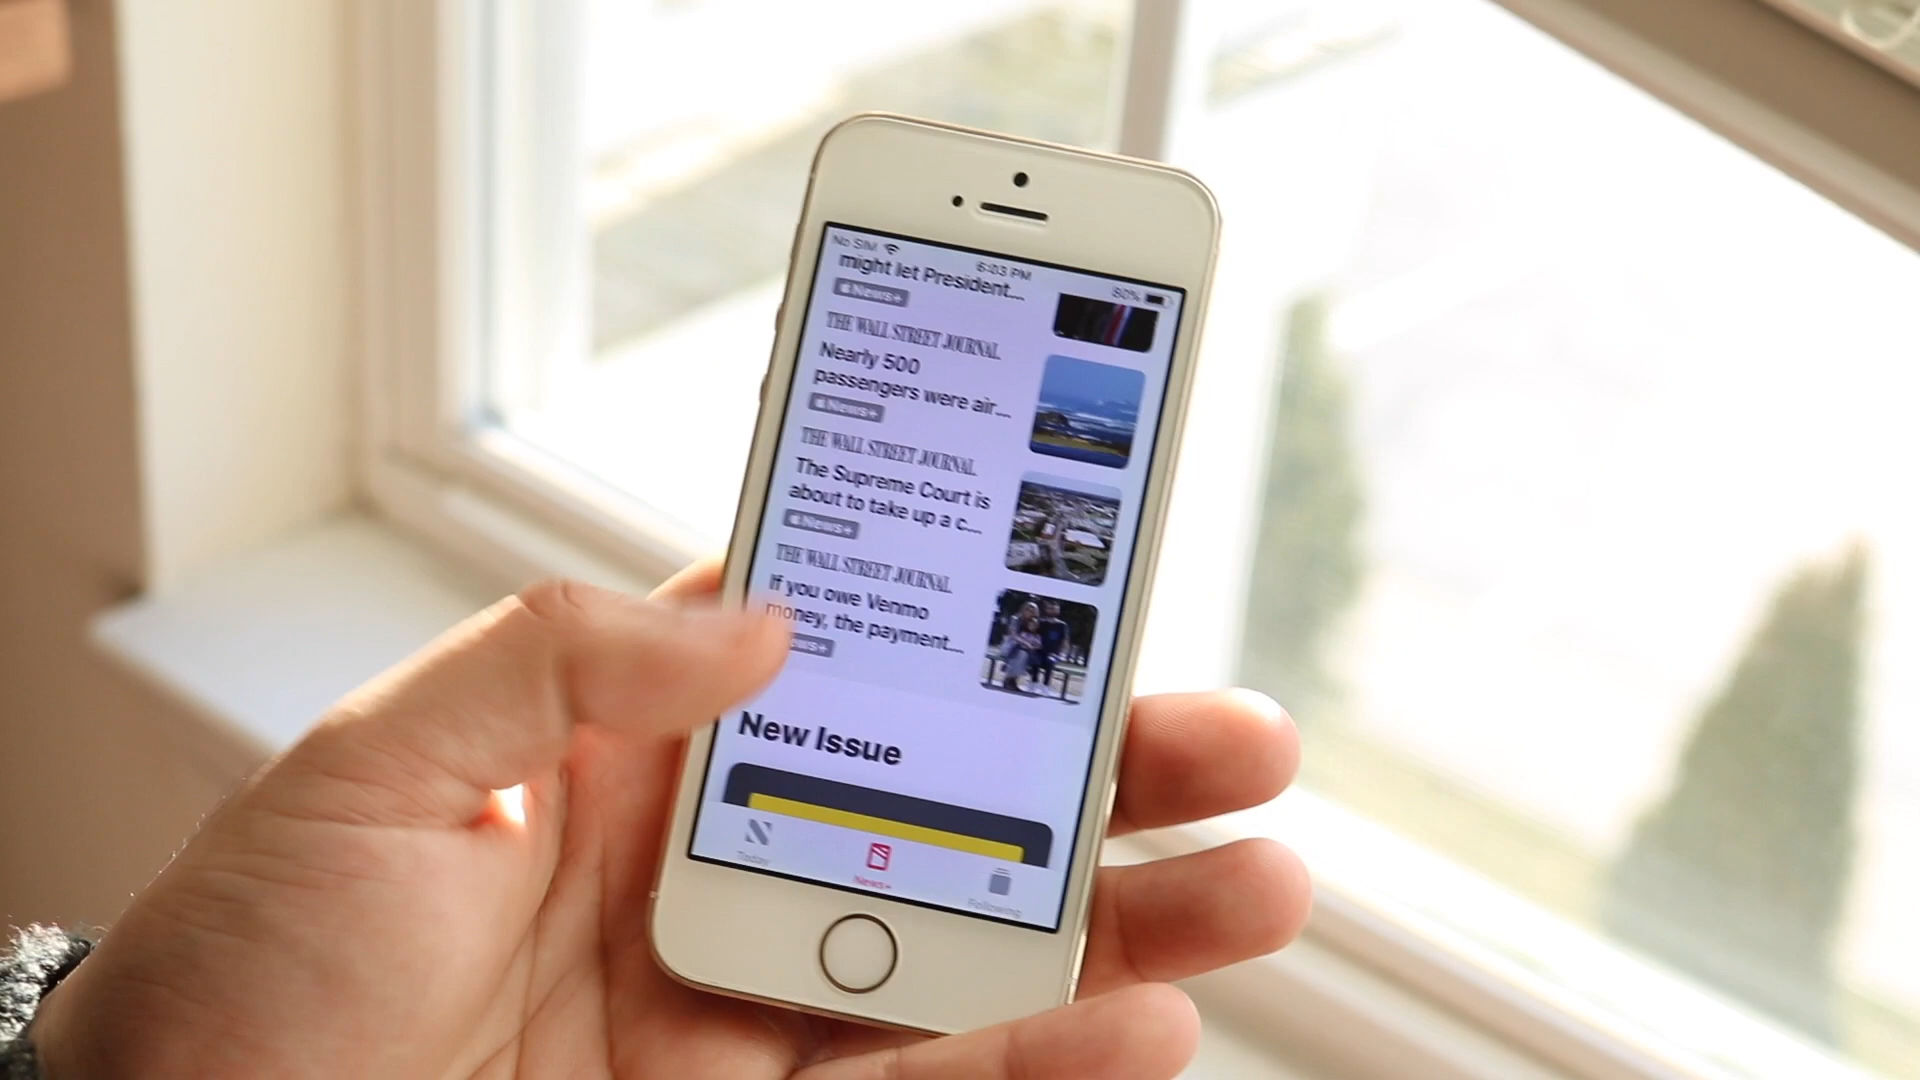 No SIM
6:03 PM
80%
might let President...
News+
THE WALL STREET JOURNAL.
Nearly 500
passengers were air...
News+
THE WALL STREET JOURNAL.
The Supreme Court is
about to take up a c...
News+
THE WALL STREET JOURNAL.
If you owe Venmo
money, the payment...
ews+
New Issue
Today
News+
Following